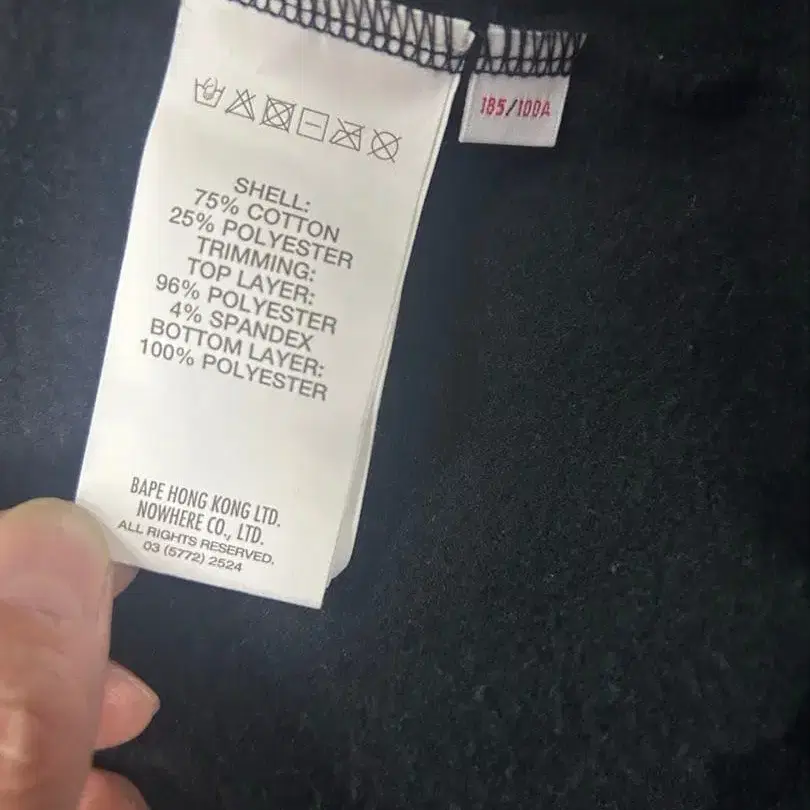 185/100A
SHELL:
75% COTTON
25% POLYESTER
TRIMMING:
TOP LAYER:
96% POLYESTER
4% SPANDEX
BOTTOM LAYER:
100% POLYESTER
BAPE HONG KONG LTD.
NOWHERE CO., LTD.
ALL RIGHTS RESERVED.
03 (5772) 2524